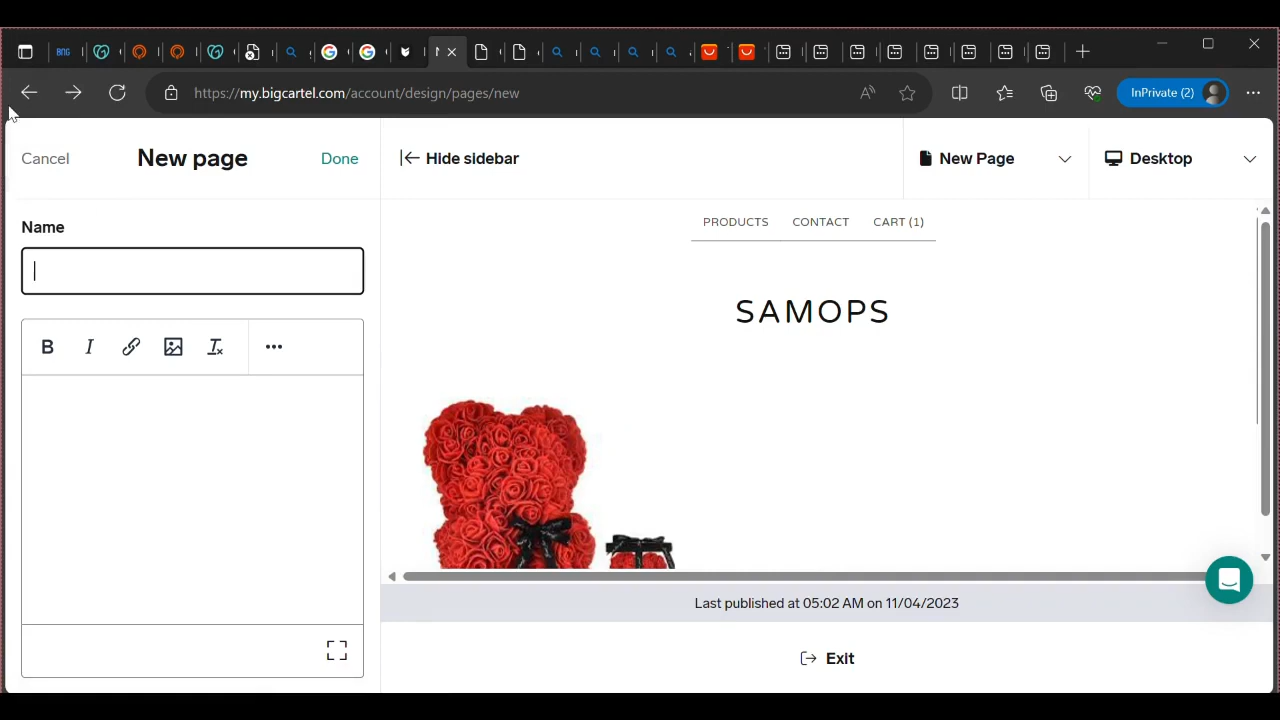 BNG
https://my.bigcartel.com/account/design/pages/new
InPrivate (2)
Cancel
New page
Done
Hide sidebar
New Page
Desktop
Name
PRODUCTS
CONTACT
CART (1)
SAMOPS
B
I
Last published at 05:02 AM on 11/04/2023
Exit